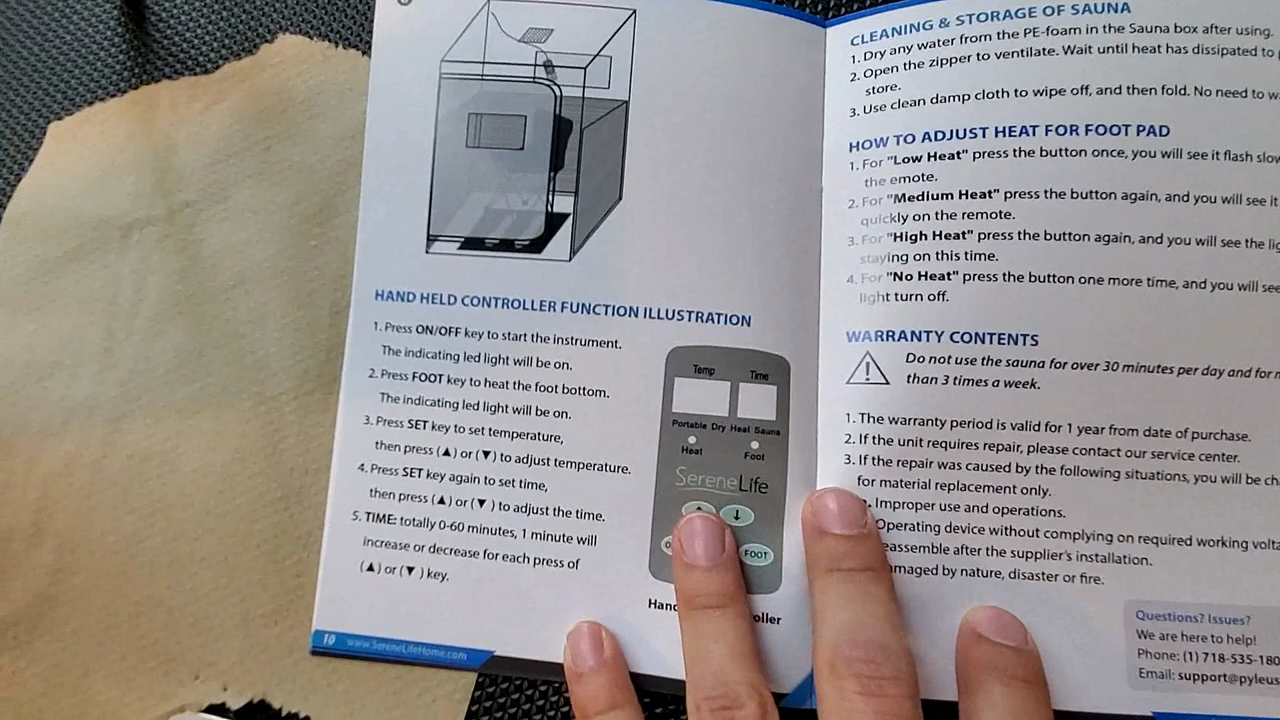 HAND HELD CONTROLLER FUNCTION ILLUSTRATION
1. Press ON/OFF key to start the instrument.
The indicating led light will be on.
2. Press FOOT key to heat the foot bottom.
The indicating led light will be on.
3. Press SET key to set temperature,
then press (▲) or (▼) to adjust temperature.
4. Press SET key again to set time,
then press (▲) or (▼) to adjust the time.
5. TIME: totally 0-60 minutes, 1 minute will
increase or decrease for each press of
(▲) or (▼) key.
Temp Time
Portable Dry Heat Sauna
Heat Foot
SereneLife
FOOT
10 www.SereneLifeHome.com
CLEANING & STORAGE OF SAUNA
1. Dry any water from the PE-foam in the Sauna box after using.
2. Open the zipper to ventilate. Wait until heat has dissipated to
store.
3. Use clean damp cloth to wipe off, and then fold. No need to
HOW TO ADJUST HEAT FOR FOOT PAD
1. For "Low Heat" press the button once, you will see it flash
the emote.
2. For "Medium Heat" press the button again, and you will see it
quickly on the remote.
3. For "High Heat" press the button again, and you will see the
staying on this time.
4. For "No Heat" press the button one more time, and you will see
light turn off.
WARRANTY CONTENTS
Do not use the sauna for over 30 minutes per day and for
than 3 times a week.
1. The warranty period is valid for 1 year from date of purchase.
2. If the unit requires repair, please contact our service center.
3. If the repair was caused by the following situations, you will be
for material replacement only.
Improper use and operations.
Operating device without complying on required working
eassemble after the supplier's installation.
maged by nature, disaster or fire.
Questions? Issues?
We are here to help!
Phone: (1) 718-535-180
Email: support@pyleus